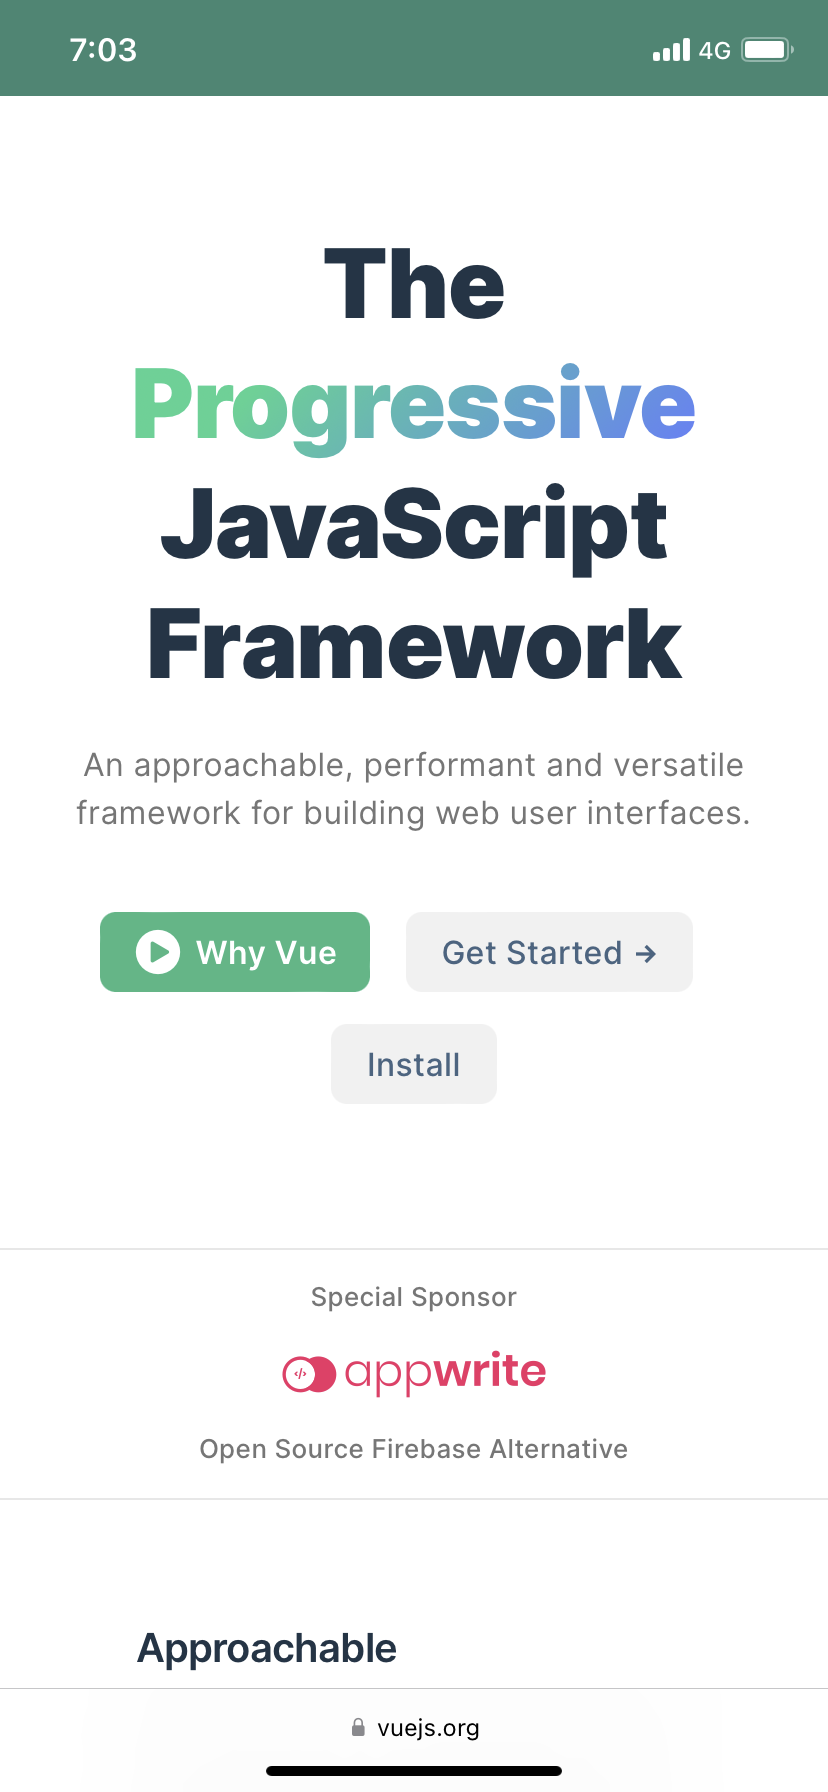 7:03
4G
The
Progressive
JavaScript
Framework
An approachable, performant and versatile
framework for building web user interfaces.
Why Vue
Get Started →
Install
Special Sponsor
</> appwrite
Open Source Firebase Alternative
Approachable
vuejs.org